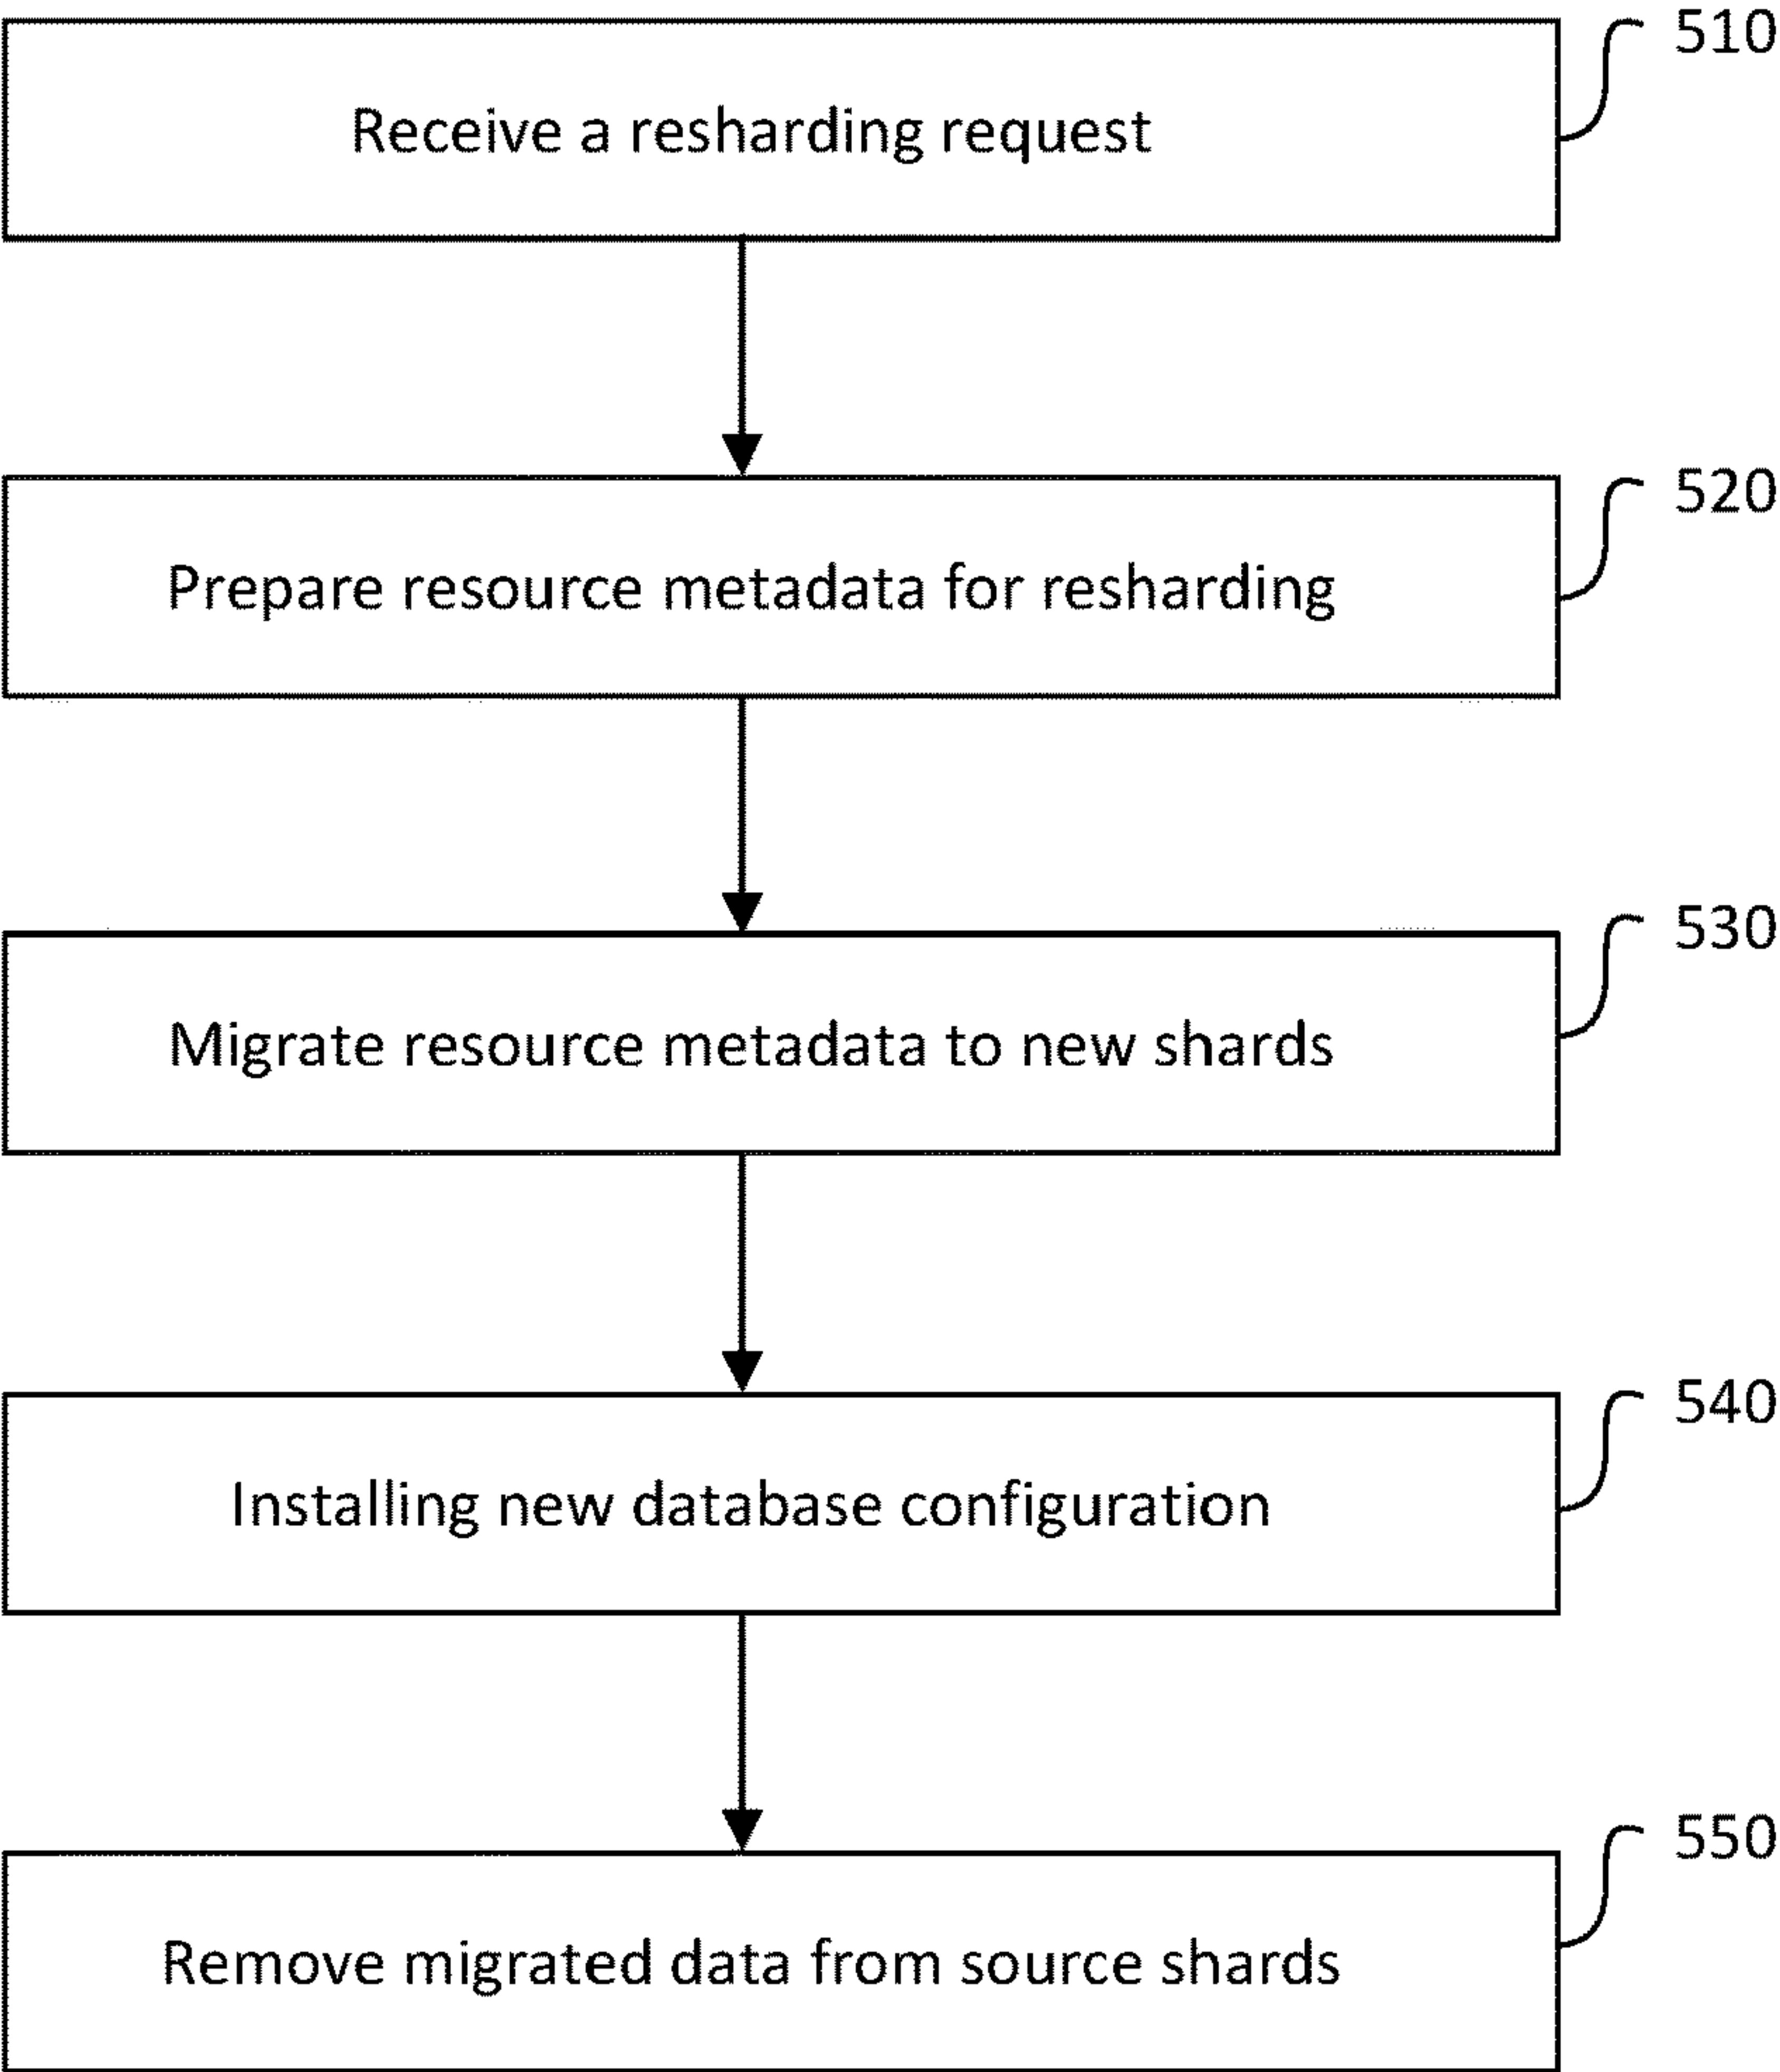 510
Receive a resharding request
520
Prepare resource metadata for resharding
530
Migrate resource metadata to new shards
540
Installing new database configuration
550
Remove migrated data from source shards